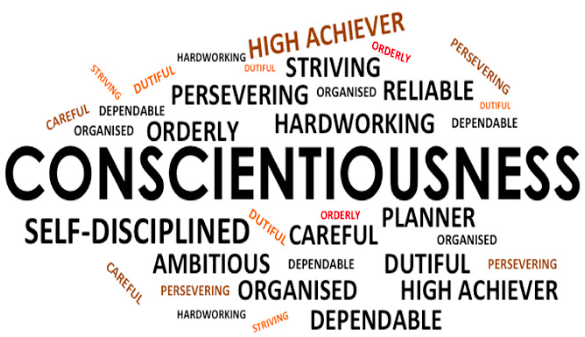 HIGH ACHIEVER
HARDWORKING
ORDERLY
DUTIFUL
STRIVING
PERSEVERING
STRIVING
DUTIFUL
PERSEVERING
ORGANISED
RELIABLE
DUTIFUL
CAREFUL
DEPENDABLE
ORGANISED
ORDERLY
HARDWORKING
DEPENDABLE
CONSCIENTIOUSNESS
SELF-DISCIPLINED
DUTIFUL
ORDERLY
CAREFUL
PLANNER
ORGANISED
AMBITIOUS
DEPENDABLE
DUTIFUL
PERSEVERING
CAREFUL
PERSEVERING
ORGANISED
HIGH ACHIEVER
HARDWORKING
STRIVING
DEPENDABLE